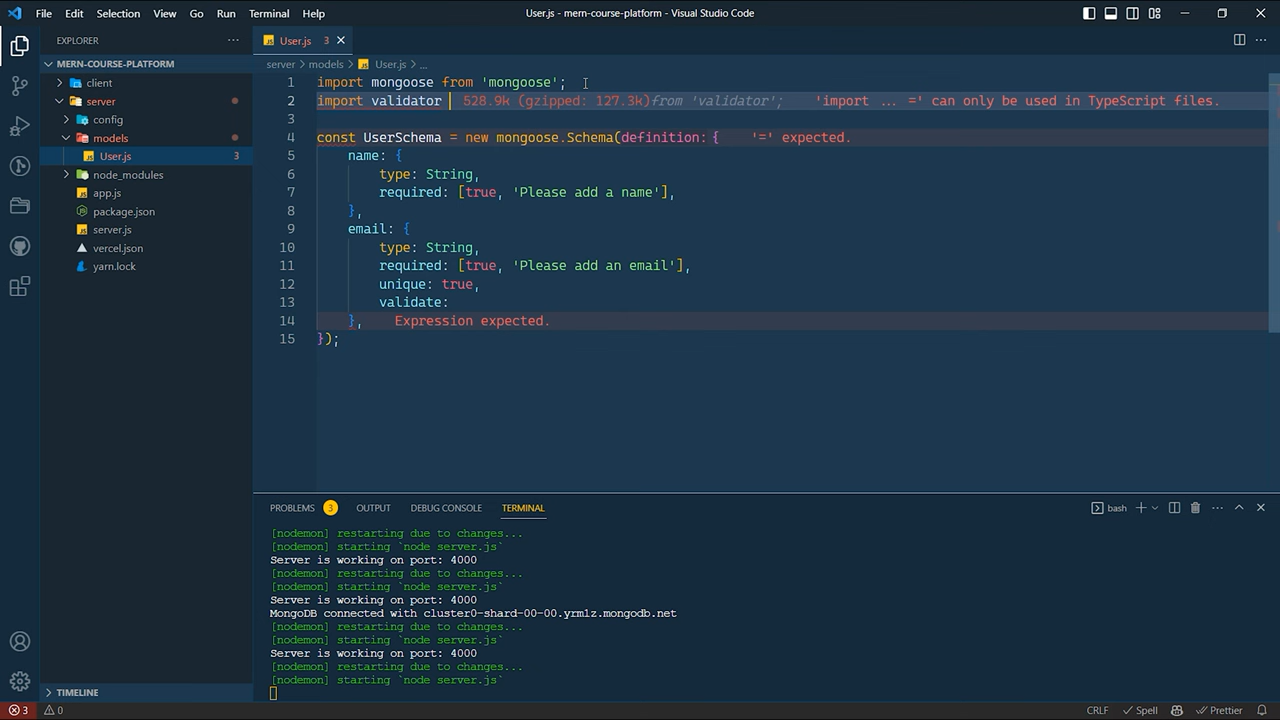 File Edit Selection View Go Run Terminal Help
User.js - mern-course-platform - Visual Studio Code
EXPLORER
MERN-COURSE-PLATFORM
client
server
config
models
User.js 3
node_modules
app.js
package.json
server.js
vercel.json
yarn.lock
TIMELINE
User.js 3
server > models > User.js > ...
1 import mongoose from 'mongoose';
2 import validator 528.9k (gzipped: 127.3k)from 'validator'; 'import ... =' can only be used in TypeScript files.
3
4 const UserSchema = new mongoose.Schema(definition: { '=' expected.
5 name: {
6 type: String,
7 required: [true, 'Please add a name'],
8 },
9 email: {
10 type: String,
11 required: [true, 'Please add an email'],
12 unique: true,
13 validate:
14 }, Expression expected.
15 });
PROBLEMS 3 OUTPUT DEBUG CONSOLE TERMINAL
bash
[nodemon] restarting due to changes...
[nodemon] starting `node server.js`
Server is working on port: 4000
[nodemon] restarting due to changes...
[nodemon] starting `node server.js`
Server is working on port: 4000
MongoDB connected with cluster0-shard-00-00.yrm1z.mongodb.net
[nodemon] restarting due to changes...
[nodemon] starting `node server.js`
Server is working on port: 4000
[nodemon] restarting due to changes...
[nodemon] starting `node server.js`
3 0
CRLF Spell Prettier